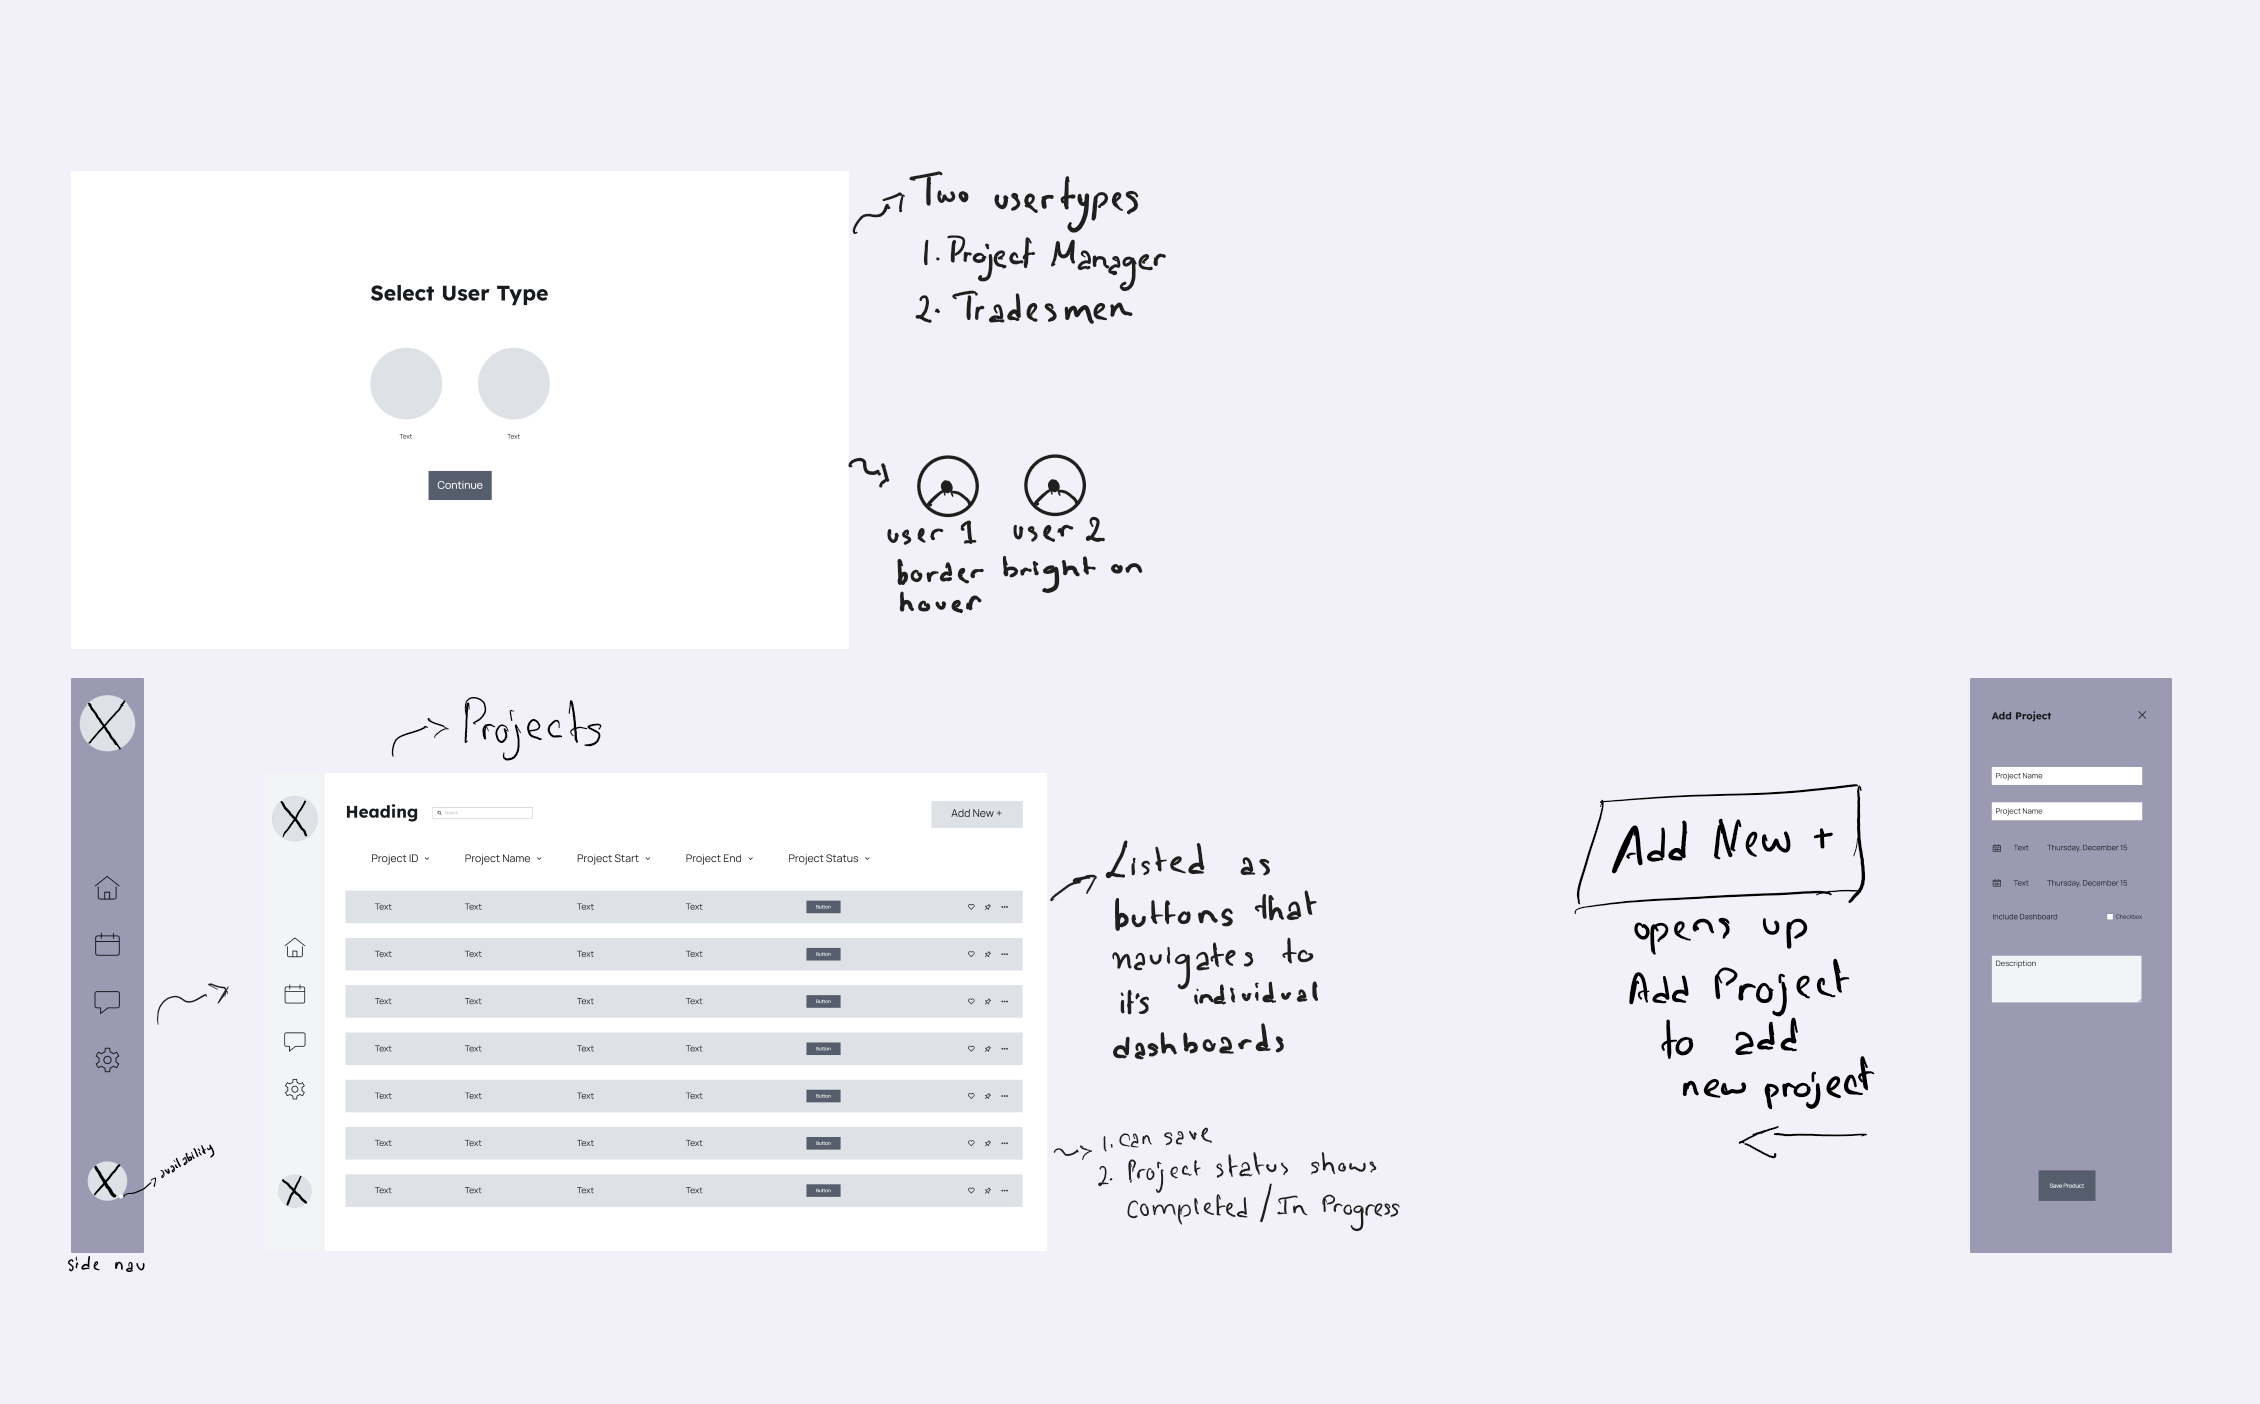 Select User Type
Text
Text
Continue
Two usertypes
1. Project Manager
2. Tradesmen
user 1
user 2
border bright on
hover
availability
side nav
Projects
Heading
Search
Add New +
Project ID
Project Name
Project Start
Project End
Project Status
Text Text Text Text Button
Text Text Text Text Button
Text Text Text Text Button
Text Text Text Text Button
Text Text Text Text Button
Text Text Text Text Button
Text Text Text Text Button
Listed as
buttons that
navigates to
it's individual
dashboards
1. Can save
2. Project status shows
Completed / In Progress
Add New +
opens up
Add Project
to add
new project
Add Project
Project Name
Project Name
Text Thursday, December 15
Text Thursday, December 15
Include Dashboard
Checkbox
Description
Save Product